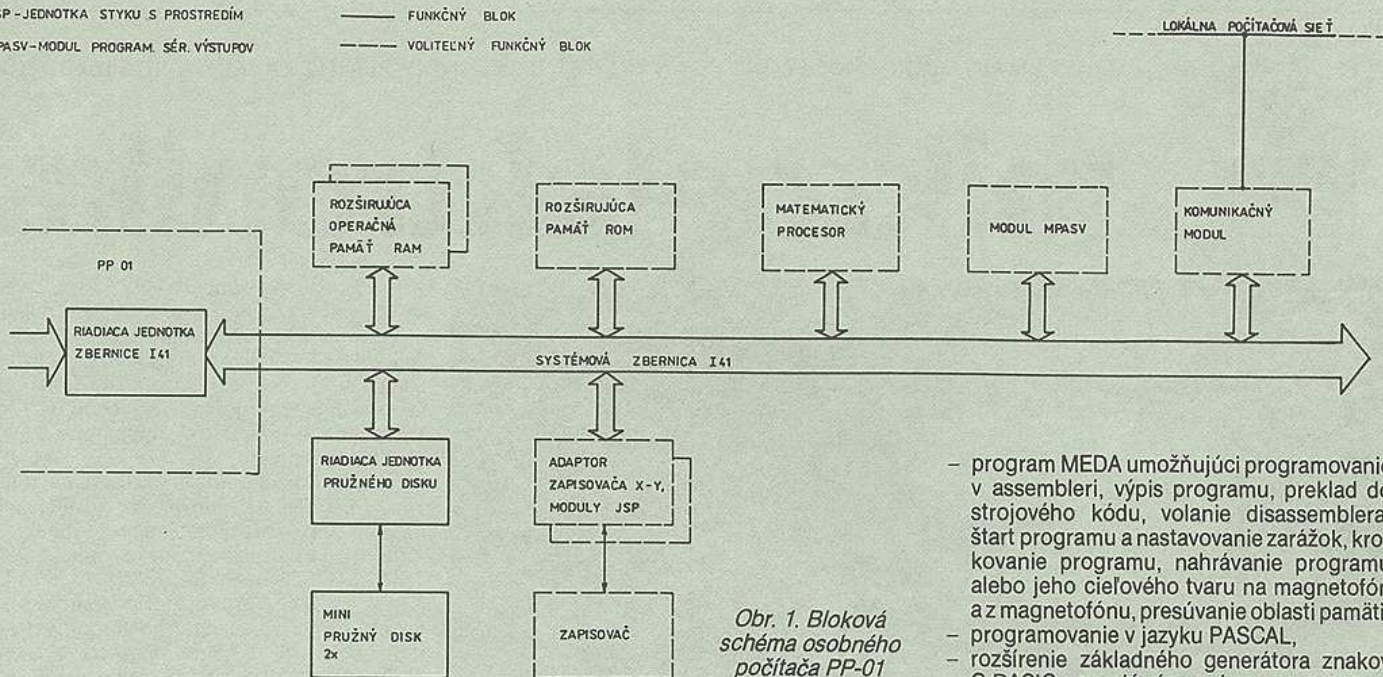 SP - JEDNOTKA STYKU S PROSTREDÍM
PASV - MODUL PROGRAM. SÉR. VÝSTUPOV
FUNKČNÝ BLOK
VOLITEĽNÝ FUNKČNÝ BLOK
LOKÁLNA POČÍTAČOVÁ SIEŤ
ROZŠIRUJÚCA
OPERAČNÁ
PAMÄŤ RAM
ROZŠIRUJÚCA
PAMÄŤ ROM
MATEMATICKÝ
PROCESOR
MODUL MPASV
KOMUNIKAČNÝ
MODUL
PP 01
RIADIACA JEDNOTKA
ZBERNICE I41
SYSTÉMOVÁ ZBERNICA I41
RIADIACA JEDNOTKA
PRUŽNÉHO DISKU
ADAPTOR
ZAPISOVAČA X-Y,
MODULY JSP
MINI
PRUŽNÝ DISK
2x
ZAPISOVAČ
Obr. 1. Bloková
schéma osobného
počítača PP-01
– program MEDA umožňujúci programovanie
v assembleri, výpis programu, preklad do
strojového kódu, volanie disassemblera,
štart programu a nastavovanie zarážok, kro-
kovanie programu, nahrávanie programu
alebo jeho cieľového tvaru na magnetofón
a z magnetofónu, presúvanie oblasti pamäti,
– programovanie v jazyku PASCAL,
– rozšírenie základného generátora znakov